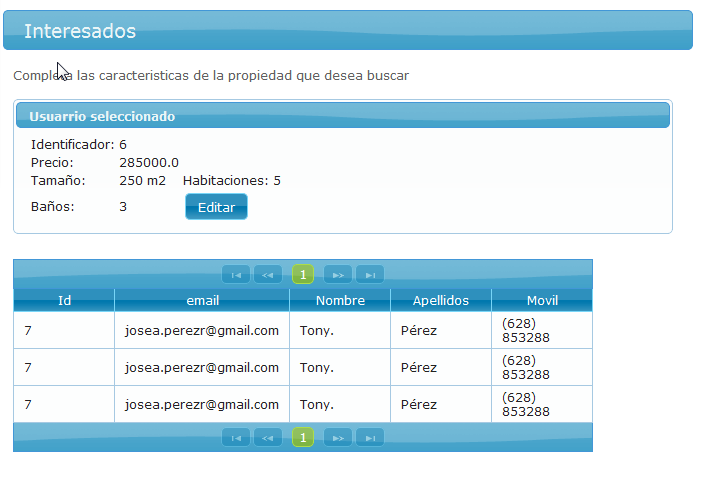 Interesados
Completa las caracteristicas de la propiedad que desea buscar
Usuarrio seleccionado
Identificador: 6
Precio: 285000.0
Tamaño: 250 m2 Habitaciones: 5
Baños: 3 Editar
1
Id email Nombre Apellidos Movil
7 josea.perezr@gmail.com Tony. Pérez (628)
853288
7 josea.perezr@gmail.com Tony. Pérez (628)
853288
7 josea.perezr@gmail.com Tony. Pérez (628)
853288
1